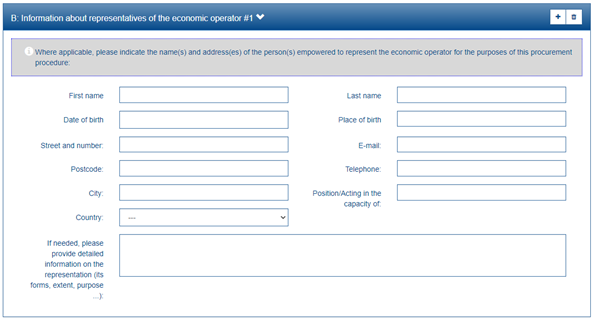 B: Information about representatives of the economic operator #1
Where applicable, please indicate the name(s) and address(es) of the person(s) empowered to represent the economic operator for the purposes of this procurement
procedure:
First name
Last name
Date of birth
Place of birth
Street and number:
E-mail:
Postcode:
Telephone:
City:
Position/Acting in the
capacity of:
Country:
---
If needed, please
provide detailed
information on the
representation (its
forms, extent, purpose
...):